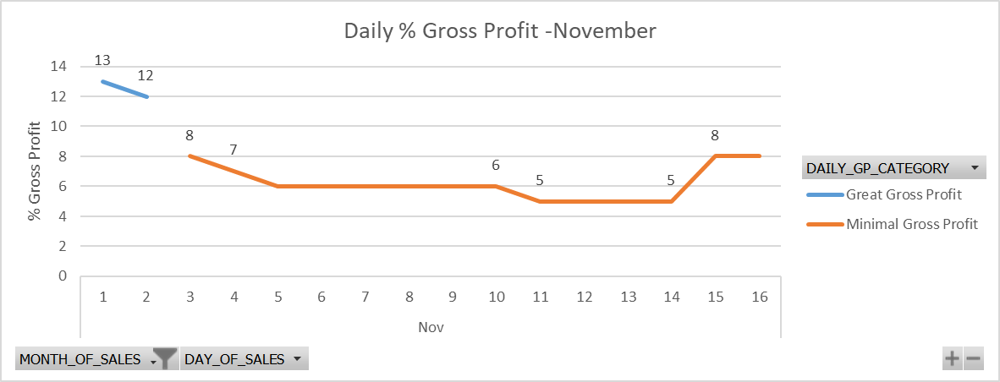 Daily % Gross Profit -November
% Gross Profit
14
12
10
8
6
4
2
0
13
12
8
7
6
5
5
8
1 2 3 4 5 6 7 8 9 10 11 12 13 14 15 16
Nov
DAILY_GP_CATEGORY
Great Gross Profit
Minimal Gross Profit
MONTH_OF_SALES DAY_OF_SALES